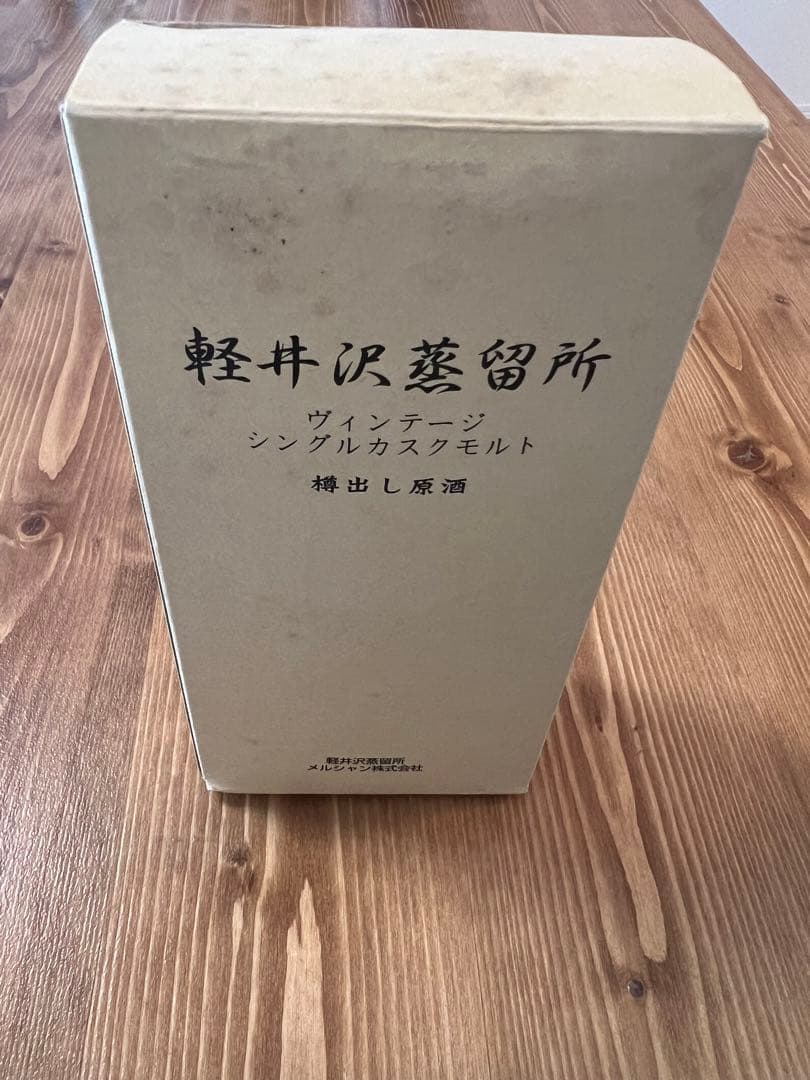 軽井沢蒸留所
ヴィンテージ
シングルカスクモルト
樽出し原酒
軽井沢蒸留所
メルシャン株式会社